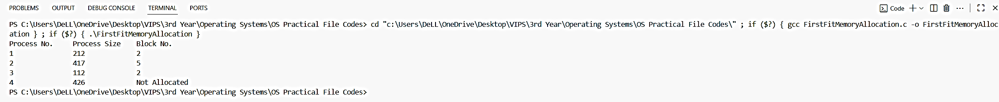 PROBLEMS OUTPUT DEBUG CONSOLE TERMINAL PORTS Code
PS C:\Users\DeLL\OneDrive\Desktop\VIPS\3rd Year\Operating Systems\OS Practical File Codes> cd "c:\Users\DeLL\OneDrive\Desktop\VIPS\3rd Year\Operating Systems\OS Practical File Codes\" ; if ($?) { gcc FirstFitMemoryAllocation.c -o FirstFitMemoryAlloc
ation } ; if ($?) { .\FirstFitMemoryAllocation }
Process No. Process Size Block No.
1 212 2
2 417 5
3 112 2
4 426 Not Allocated
PS C:\Users\DeLL\OneDrive\Desktop\VIPS\3rd Year\Operating Systems\OS Practical File Codes>